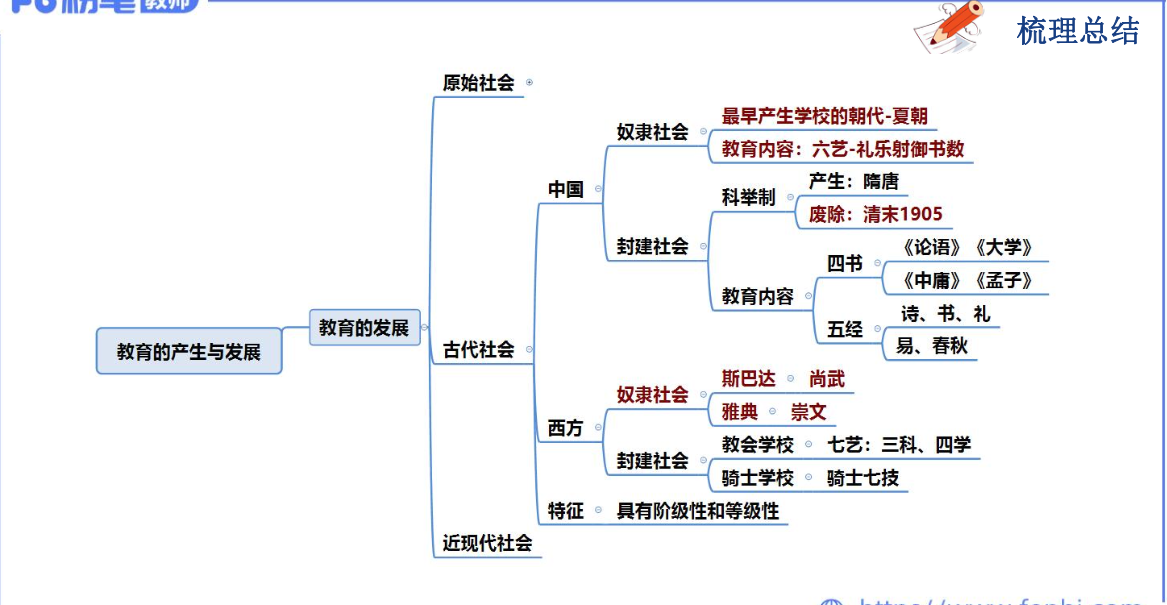 粉笔教师
梳理总结
教育的产生与发展
教育的发展
原始社会
古代社会
中国
奴隶社会
最早产生学校的朝代-夏朝
教育内容：六艺-礼乐射御书数
封建社会
科举制
产生：隋唐
废除：清末1905
教育内容
四书
《论语》《大学》
《中庸》《孟子》
五经
诗、书、礼
易、春秋
西方
奴隶社会
斯巴达 尚武
雅典 崇文
封建社会
教会学校 七艺：三科、四学
骑士学校 骑士七技
特征 具有阶级性和等级性
近现代社会